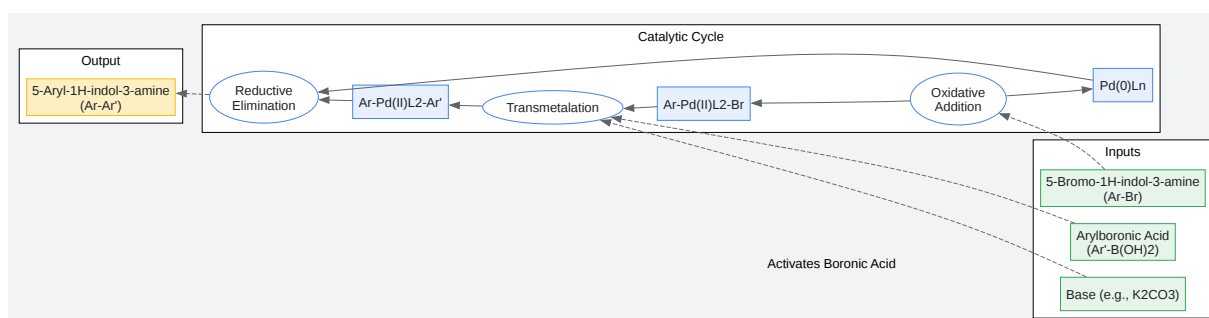 Catalytic Cycle
Output
5-Aryl-1H-indol-3-amine
(Ar-Ar')
Reductive
Elimination
Ar-Pd(II)L2-Ar'
Transmetalation
Ar-Pd(II)L2-Br
Oxidative
Addition
Pd(0)Ln
Inputs
5-Bromo-1H-indol-3-amine
(Ar-Br)
Arylboronic Acid
(Ar'-B(OH)2)
Activates Boronic Acid
Base (e.g., K2CO3)